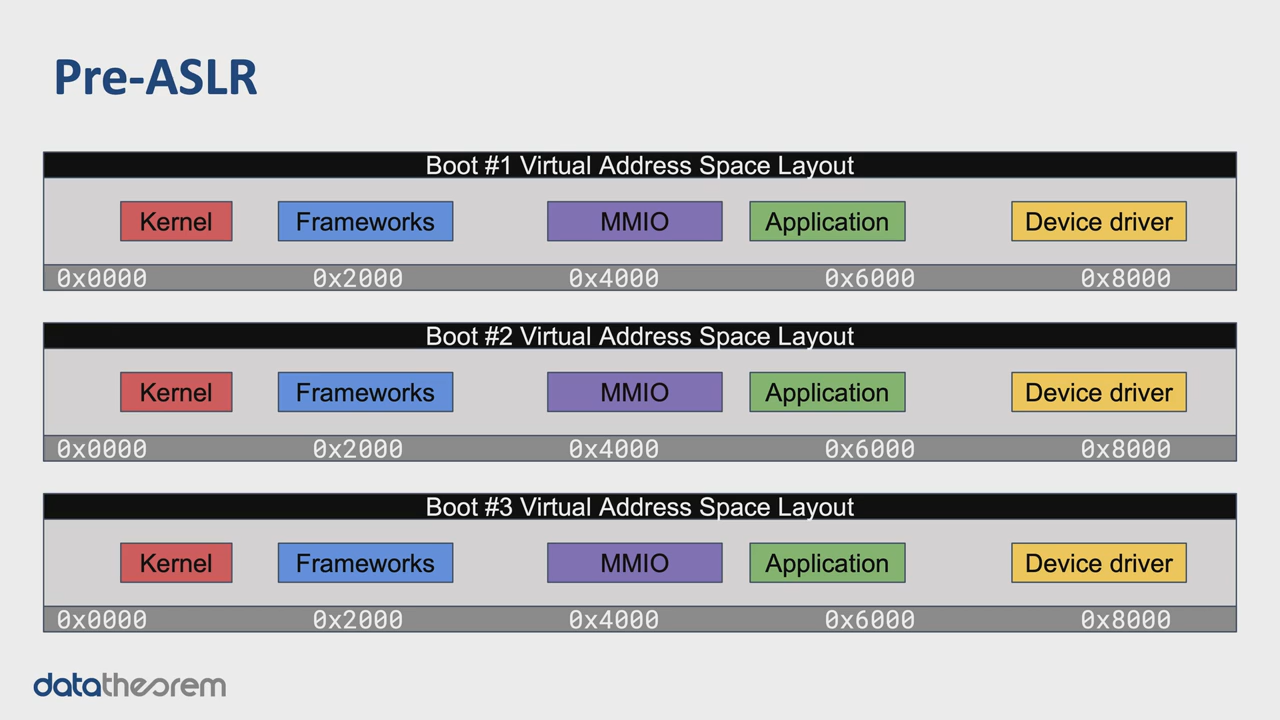 Pre-ASLR
Boot #1 Virtual Address Space Layout
Kernel Frameworks MMIO Application Device driver
0x0000 0x2000 0x4000 0x6000 0x8000
Boot #2 Virtual Address Space Layout
Kernel Frameworks MMIO Application Device driver
0x0000 0x2000 0x4000 0x6000 0x8000
Boot #3 Virtual Address Space Layout
Kernel Frameworks MMIO Application Device driver
0x0000 0x2000 0x4000 0x6000 0x8000
datatheorem